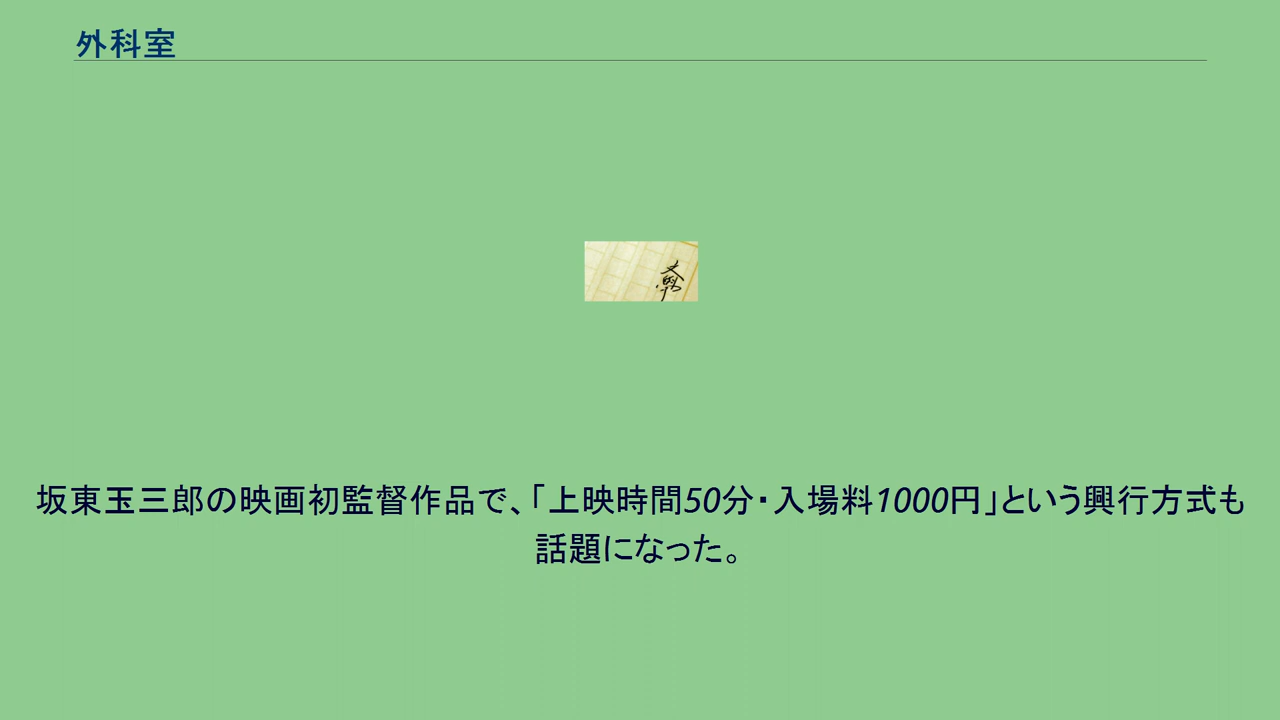 外科室
坂東玉三郎の映画初監督作品で、「上映時間50分・入場料1000円」という興行方式も
話題になった。